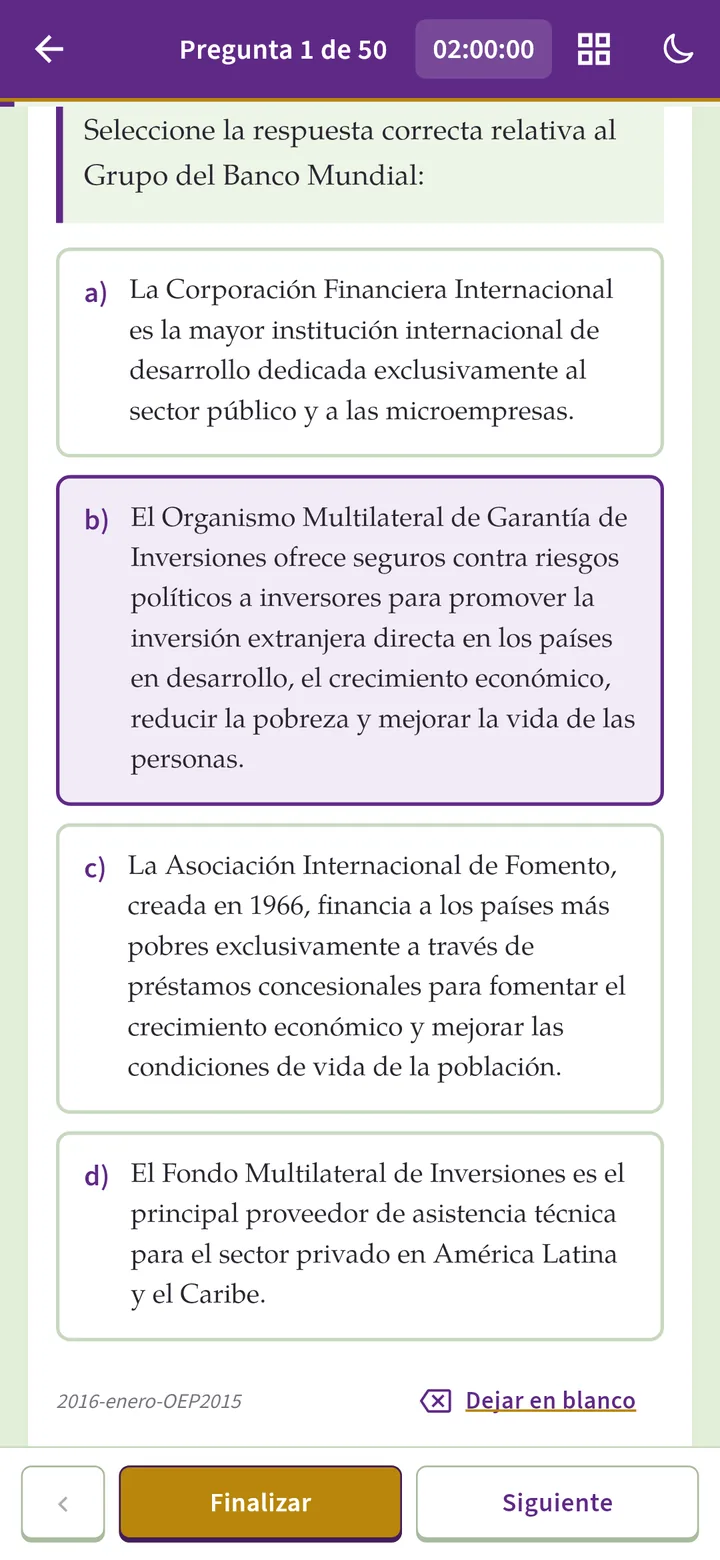 Pregunta 1 de 50
02:00:00
Seleccione la respuesta correcta relativa al
Grupo del Banco Mundial:
a) La Corporación Financiera Internacional
es la mayor institución internacional de
desarrollo dedicada exclusivamente al
sector público y a las microempresas.
b) El Organismo Multilateral de Garantía de
Inversiones ofrece seguros contra riesgos
políticos a inversores para promover la
inversión extranjera directa en los países
en desarrollo, el crecimiento económico,
reducir la pobreza y mejorar la vida de las
personas.
c) La Asociación Internacional de Fomento,
creada en 1966, financia a los países más
pobres exclusivamente a través de
préstamos concesionales para fomentar el
crecimiento económico y mejorar las
condiciones de vida de la población.
d) El Fondo Multilateral de Inversiones es el
principal proveedor de asistencia técnica
para el sector privado en América Latina
y el Caribe.
2016-enero-OEP2015
Dejar en blanco
Finalizar
Siguiente